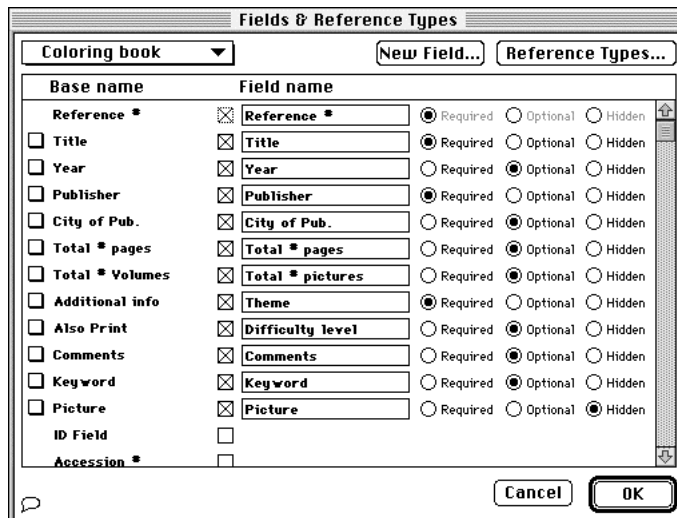 Fields & Reference Types
Coloring book New Field... Reference Types...
Base name Field name
Reference # Reference # Required Optional Hidden
Title Title Required Optional Hidden
Year Year Required Optional Hidden
Publisher Publisher Required Optional Hidden
City of Pub. City of Pub. Required Optional Hidden
Total # pages Total # pages Required Optional Hidden
Total # Volumes Total # pictures Required Optional Hidden
Additional info Theme Required Optional Hidden
Also Print Difficulty level Required Optional Hidden
Comments Comments Required Optional Hidden
Keyword Keyword Required Optional Hidden
Picture Picture Required Optional Hidden
ID Field
Accession #
Cancel OK